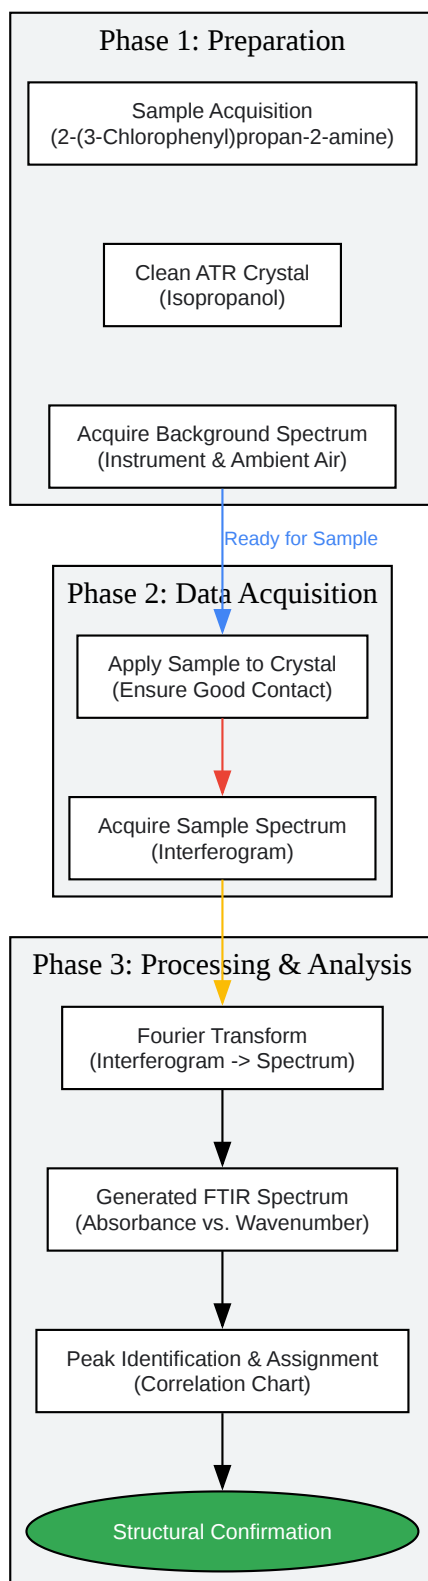 Phase 1: Preparation
Sample Acquisition
(2-(3-Chlorophenyl)propan-2-amine)
Clean ATR Crystal
(Isopropanol)
Acquire Background Spectrum
(Instrument & Ambient Air)
Ready for Sample
Phase 2: Data Acquisition
Apply Sample to Crystal
(Ensure Good Contact)
Acquire Sample Spectrum
(Interferogram)
Phase 3: Processing & Analysis
Fourier Transform
(Interferogram -> Spectrum)
Generated FTIR Spectrum
(Absorbance vs. Wavenumber)
Peak Identification & Assignment
(Correlation Chart)
Structural Confirmation